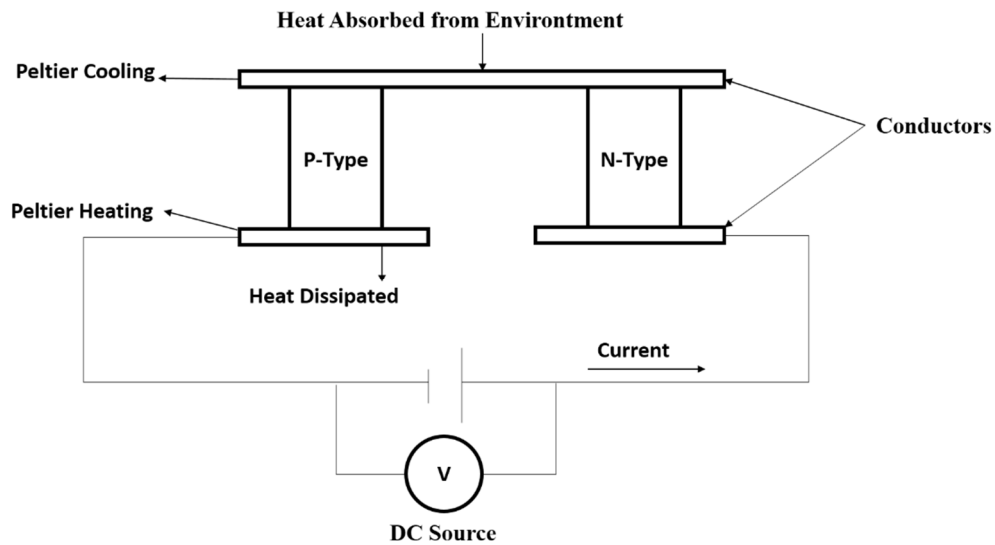 Heat Absorbed from Environtment
Peltier Cooling
Conductors
P-Type
N-Type
Peltier Heating
Heat Dissipated
Current
V
DC Source